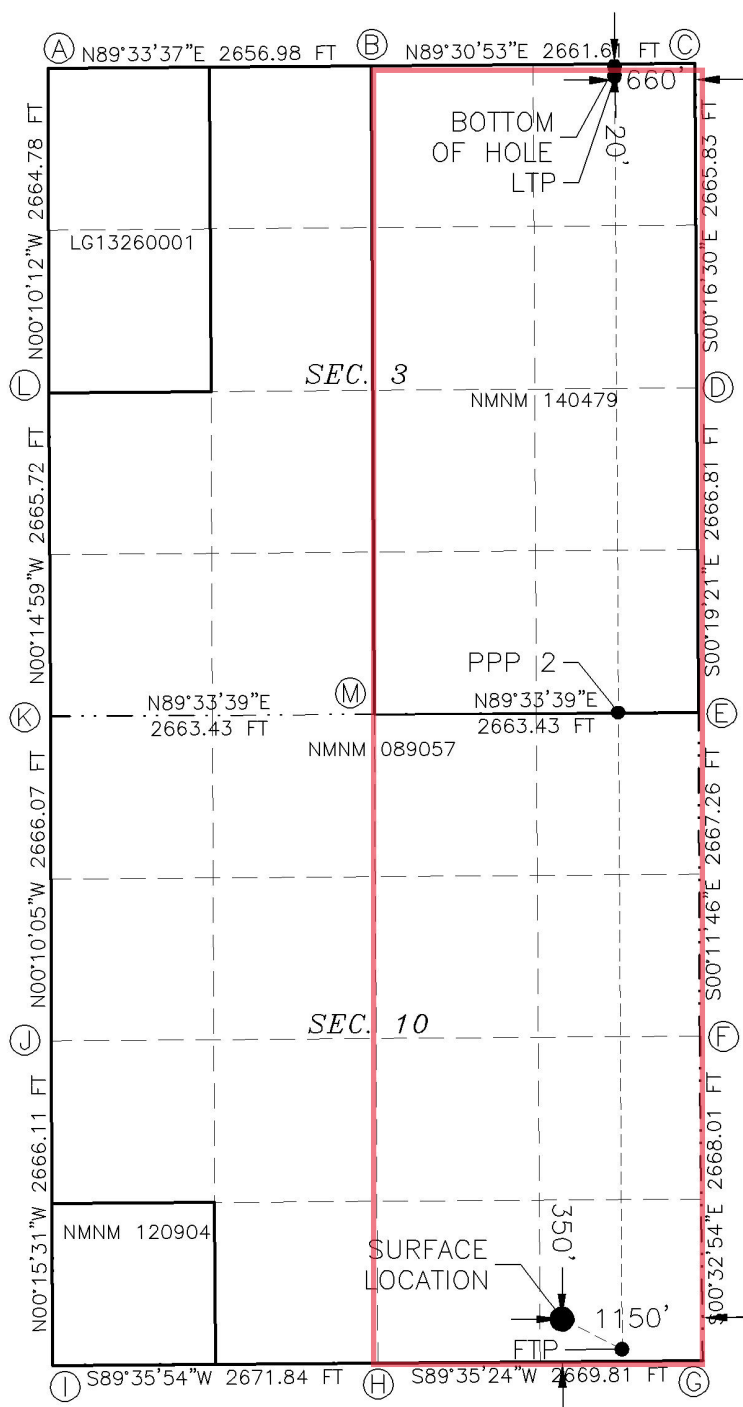 A
N89°33'37"E 2656.98 FT
B
N89°30'53"E 2661.61 FT
C
660'
BOTTOM
OF HOLE
LTP
20'
N00°10'12"W 2664.78 FT
S00°16'30"E 2665.83 FT
LG13260001
L
SEC. 3
D
NMNM 140479
N00°14'59"W 2665.72 FT
S00°19'21"E 2666.81 FT
PPP 2
K
N89°33'39"E
2663.43 FT
M
N89°33'39"E
2663.43 FT
E
NMNM 089057
N00°10'05"W 2666.07 FT
S00°11'46"E 2667.26 FT
J
SEC. 10
F
N00°15'31"W 2666.11 FT
S00°32'54"E 2668.01 FT
NMNM 120904
350'
SURFACE
LOCATION
1150'
FTP
I
S89°35'54"W 2671.84 FT
H
S89°35'24"W 2669.81 FT
G